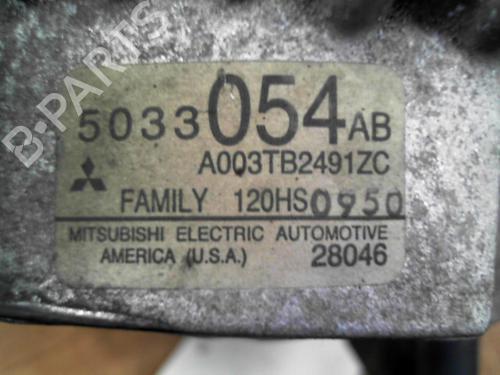 5033054AB
A003TB2491ZC
FAMILY 120HS0950
MITSUBISHI ELECTRIC AUTOMOTIVE
AMERICA (U.S.A.) 28046
B-PARTS